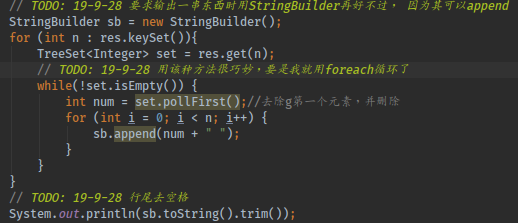 // TODO: 19-9-28 要求输出一串东西时用StringBuilder再好不过，因为其可以append
StringBuilder sb = new StringBuilder();
for (int n : res.keySet()){
TreeSet<Integer> set = res.get(n);
// TODO: 19-9-28 用该种方法很巧妙，要是我就用foreach循环了
while(!set.isEmpty()) {
int num = set.pollFirst();//去除g第一个元素，并删除
for (int i = 0; i < n; i++) {
sb.append(num + " ");
}
}
}
// TODO: 19-9-28 行尾去空格
System.out.println(sb.toString().trim());